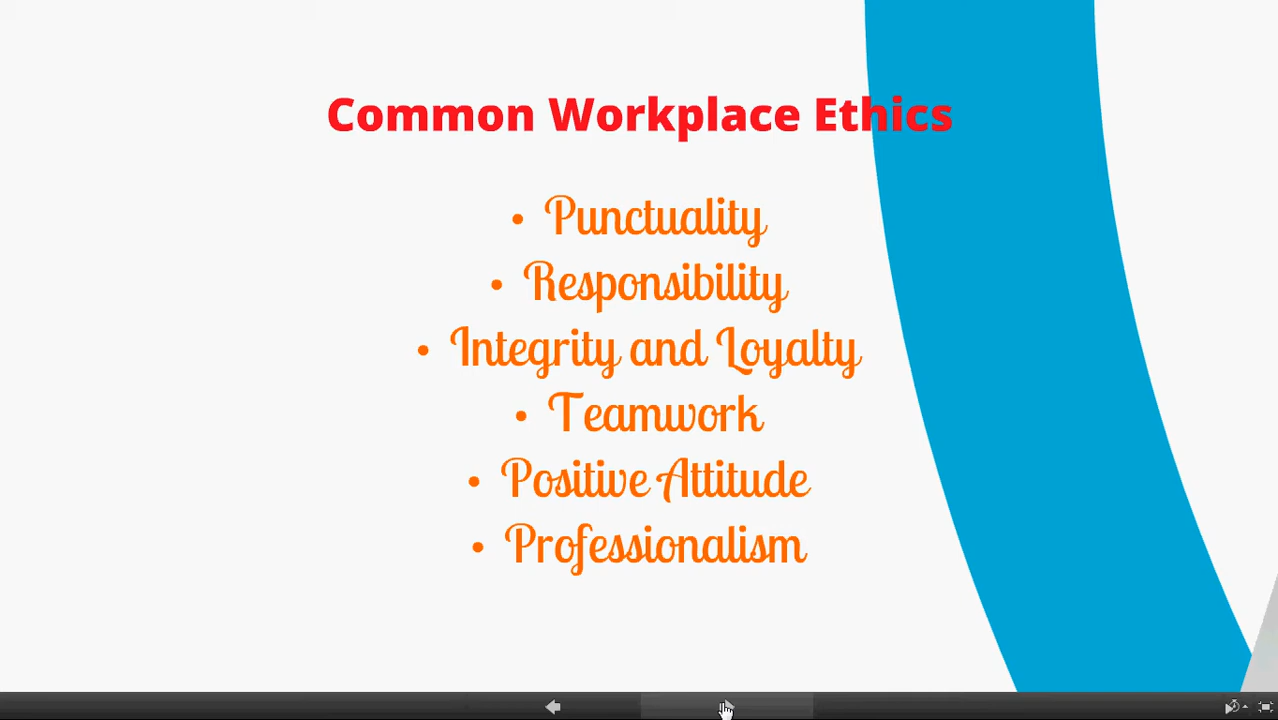 Common Workplace Ethics
• Punctuality
• Responsibility
• Integrity and Loyalty
• Teamwork
• Positive Attitude
• Professionalism